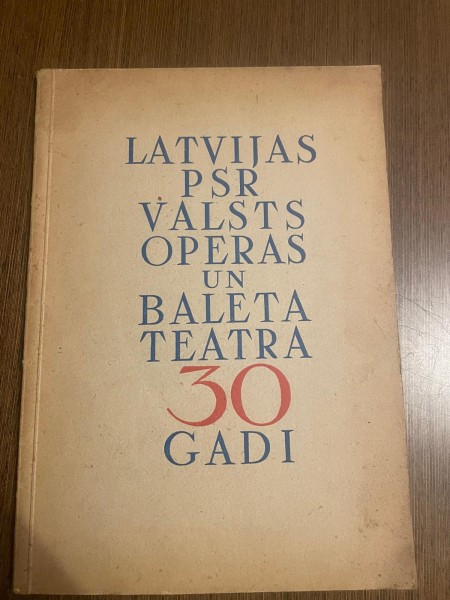 LATVIJAS
PSR
VALSTS
OPERAS
UN
BALETA
TEATRA
30
GADI